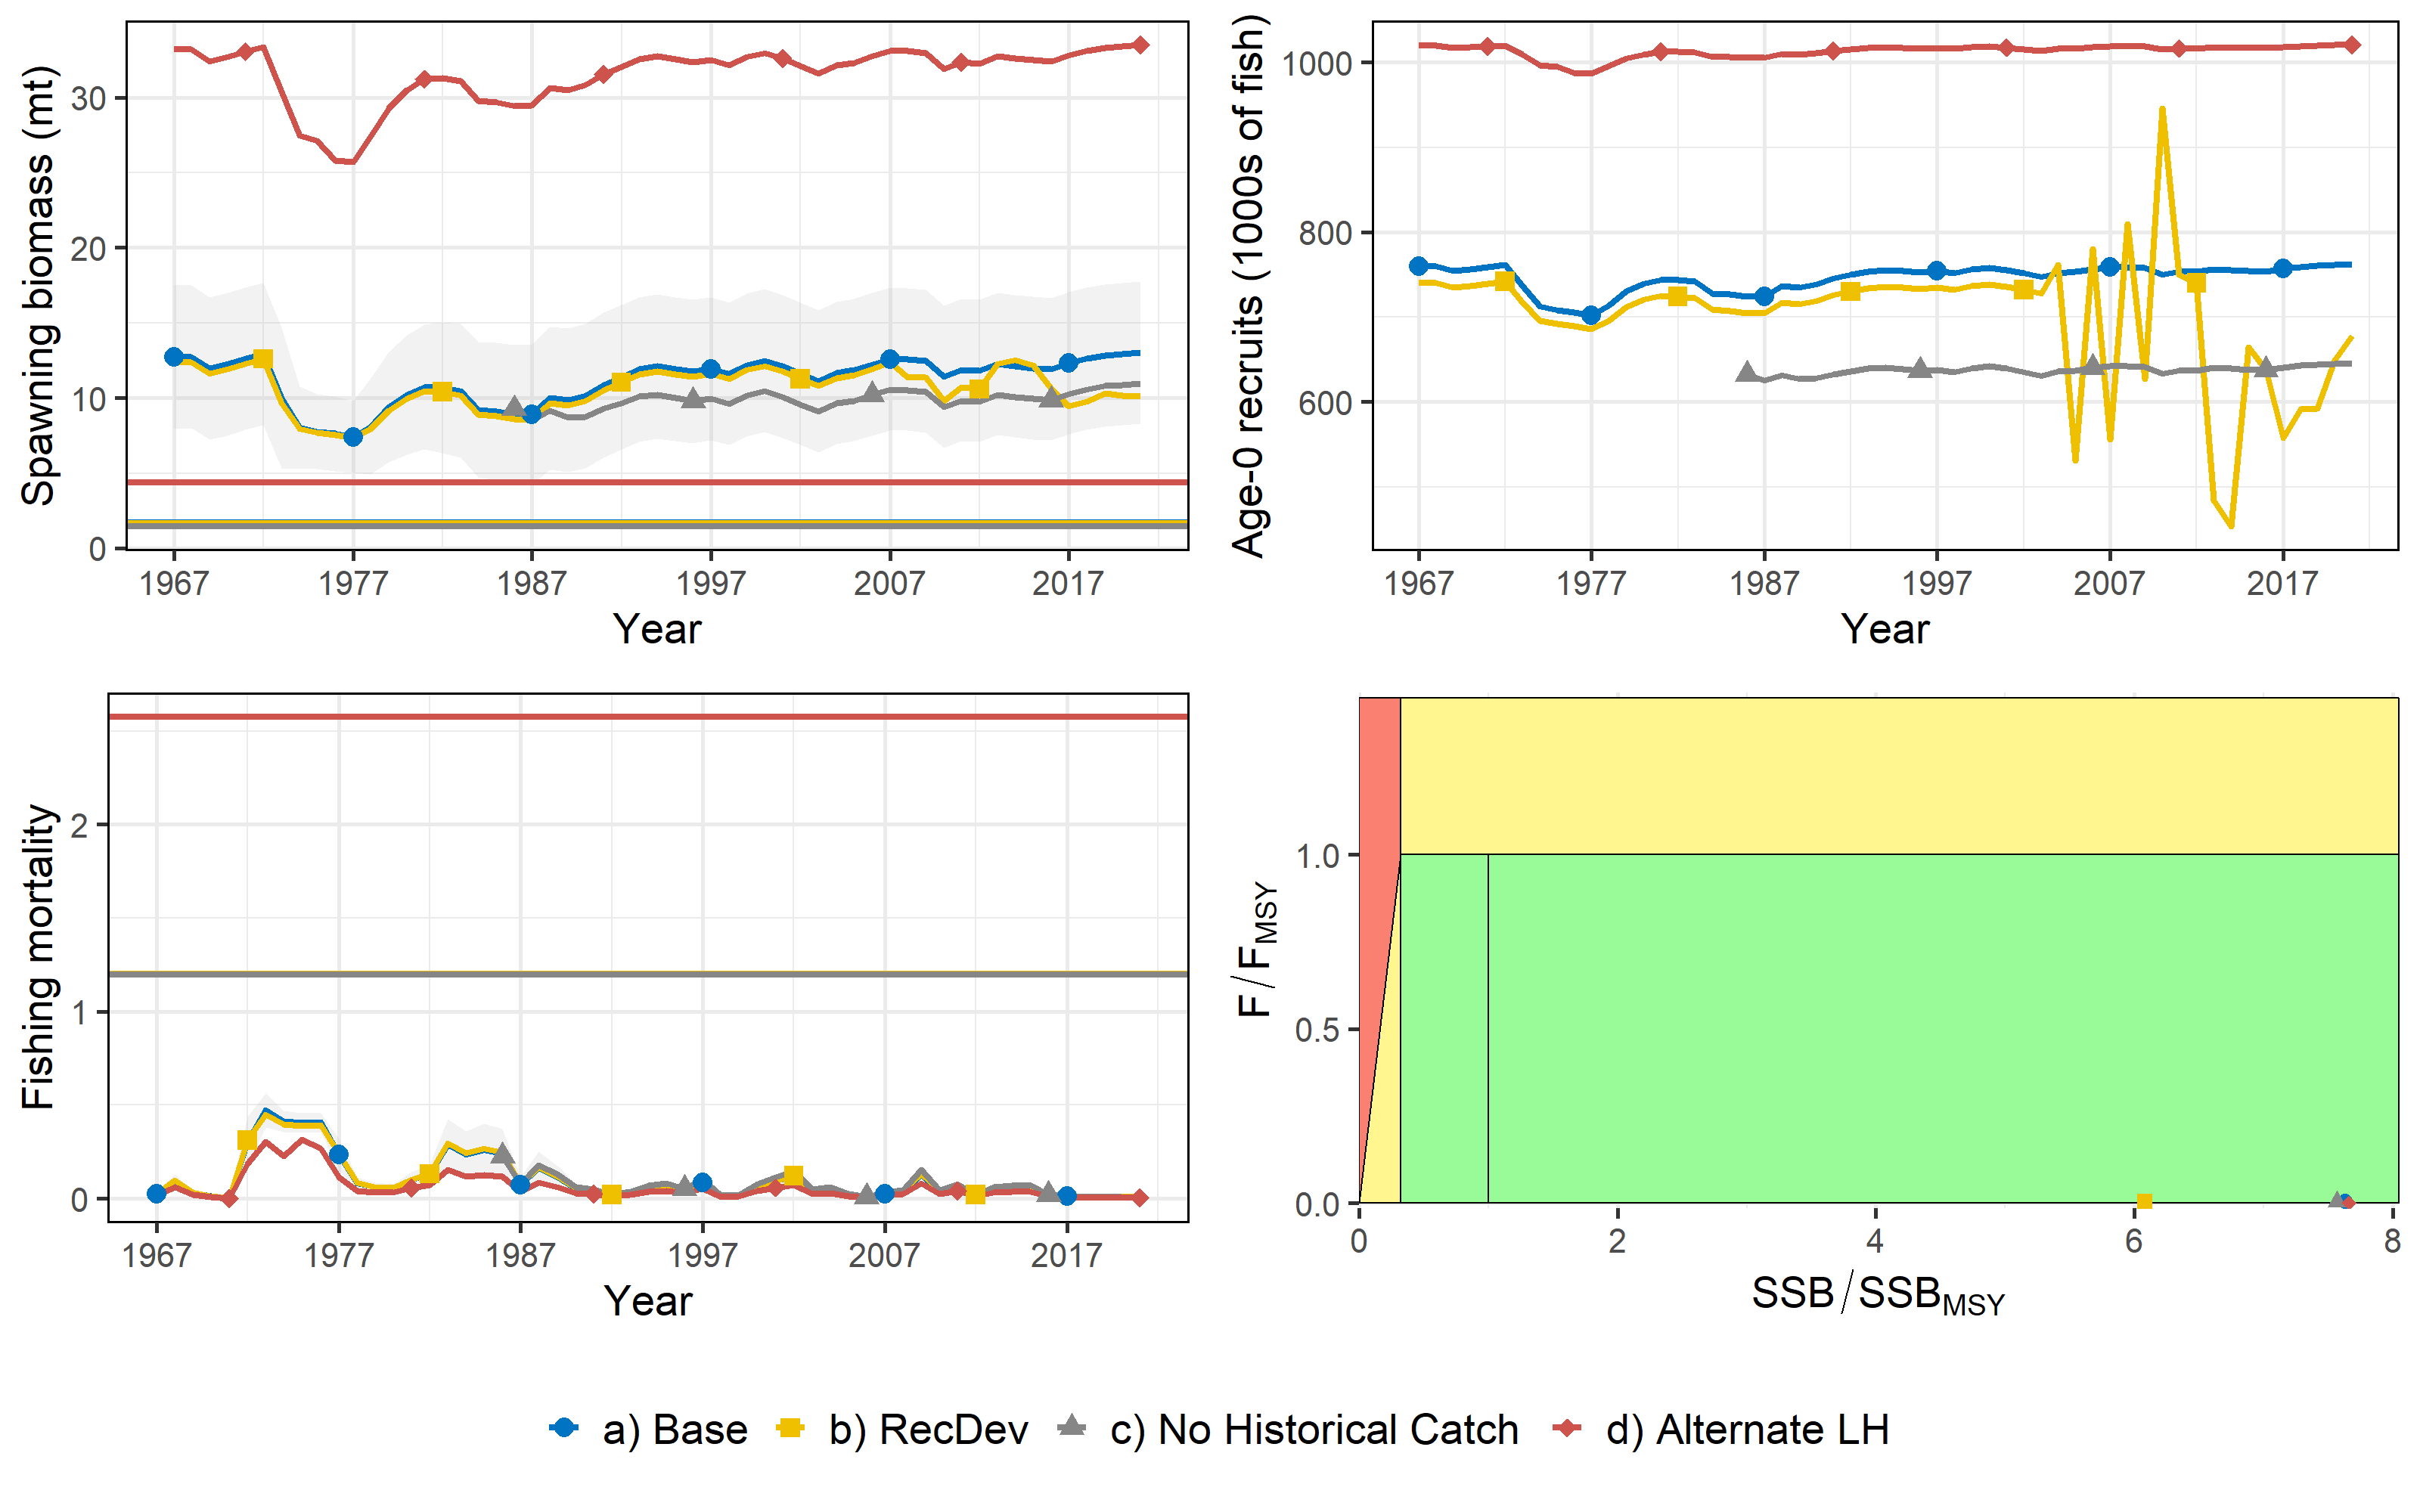 Spawning biomass (mt)
30
20
10
0
1967 1977 1987 1997 2007 2017
Year
Age-0 recruits (1000s of fish)
1000
800
600
1967 1977 1987 1997 2007 2017
Year
Fishing mortality
2
1
0
1967 1977 1987 1997 2007 2017
Year
F/FMSY
1.0
0.5
0.0
0 2 4 6 8
SSB/SSBMSY
a) Base b) RecDev c) No Historical Catch d) Alternate LH